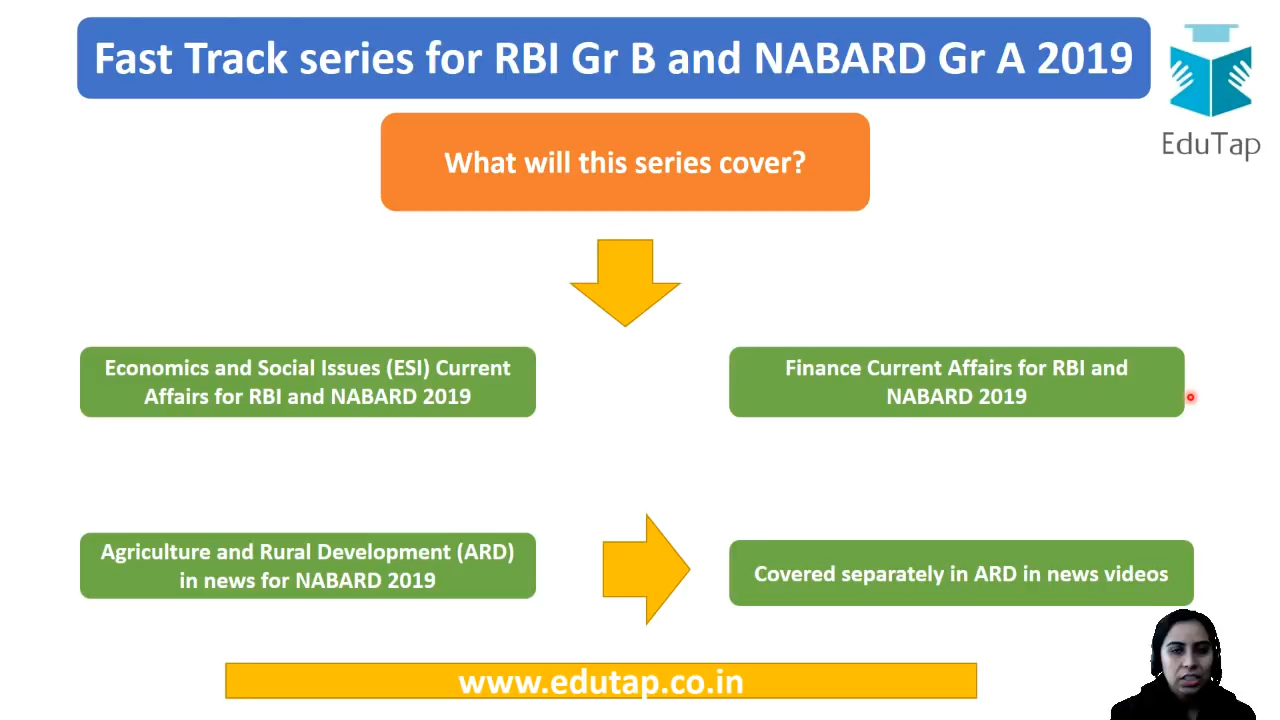 Fast Track series for RBI Gr B and NABARD Gr A 2019
EduTap
What will this series cover?
Economics and Social Issues (ESI) Current
Affairs for RBI and NABARD 2019
Finance Current Affairs for RBI and
NABARD 2019
Agriculture and Rural Development (ARD)
in news for NABARD 2019
Covered separately in ARD in news videos
www.edutap.co.in